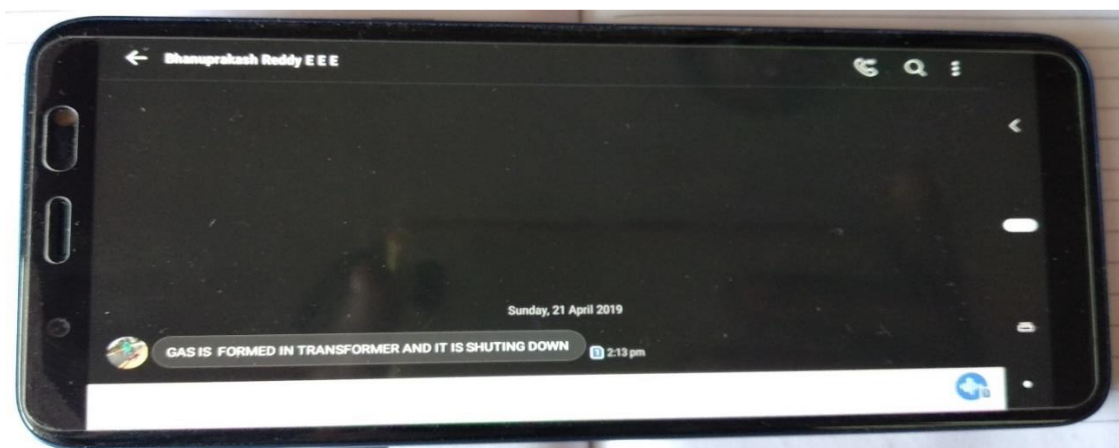 Bhanuprakash Reddy E E E
Sunday, 21 April 2019
GAS IS FORMED IN TRANSFORMER AND IT IS SHUTING DOWN
1 2:13 pm